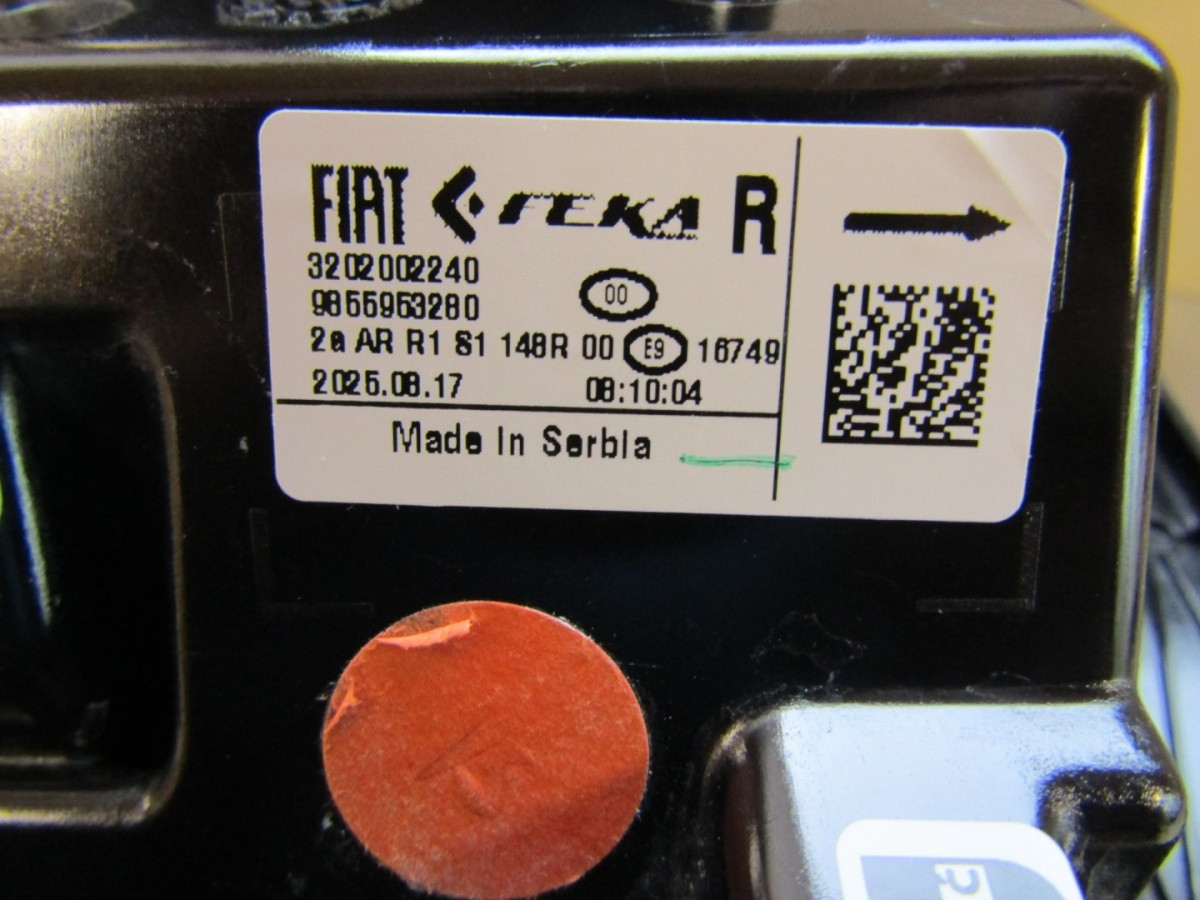 FIAT FEKA R
3202002240
00
9855953280
2a AR R1 S1 148R 00 E9 16749
2025.08.17 08:10:04
Made In Serbia